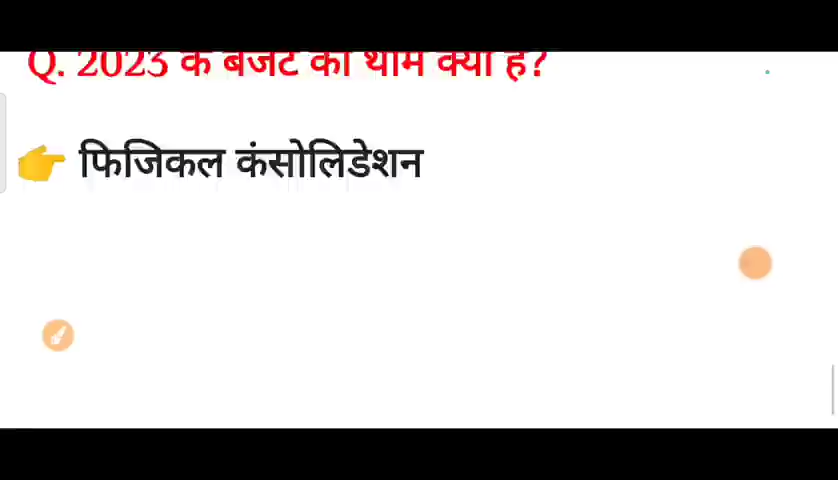 Q. 2023 के बजट की थीम क्या है?
👉 फिजिकल कंसोलिडेशन